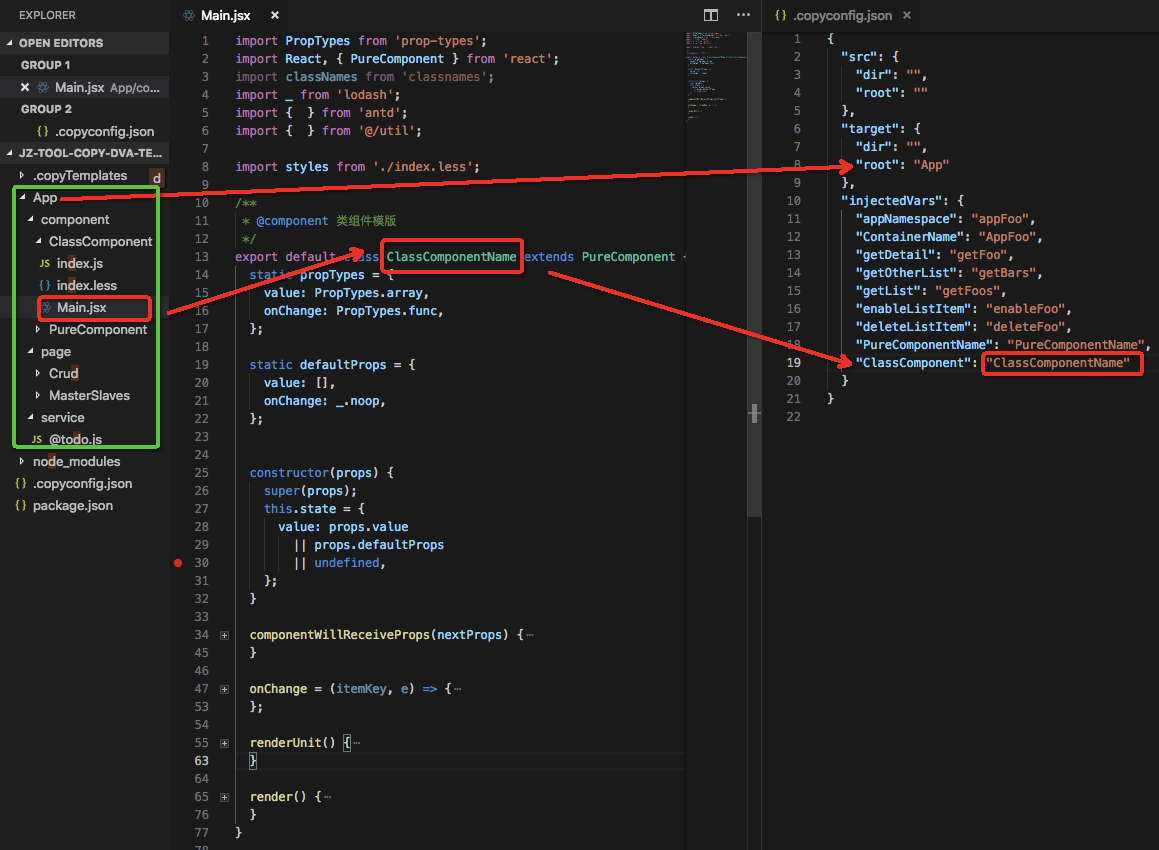 EXPLORER
OPEN EDITORS
GROUP 1
Main.jsx App/co...
GROUP 2
{} .copyconfig.json
JZ-TOOL-COPY-DVA-TE...
.copyTemplates d
App
component
ClassComponent
JS index.js
{} index.less
Main.jsx
PureComponent
page
Crud
MasterSlaves
service
JS @todo.js
node_modules
{} .copyconfig.json
{} package.json
Main.jsx
1 import PropTypes from 'prop-types';
2 import React, { PureComponent } from 'react';
3 import classNames from 'classnames';
4 import _ from 'lodash';
5 import {  } from 'antd';
6 import {  } from '@/util';
7
8 import styles from './index.less';
9
10 /**
11 * @component 类组件模版
12 */
13 export default class ClassComponentName extends PureComponent {
14 static propTypes = {
15 value: PropTypes.array,
16 onChange: PropTypes.func,
17 };
18
19 static defaultProps = {
20 value: [],
21 onChange: _.noop,
22 };
23
24
25 constructor(props) {
26 super(props);
27 this.state = {
28 value: props.value
29 || props.defaultProps
30 || undefined,
31 };
32 }
33
34 componentWillReceiveProps(nextProps) {…
45 }
46
47 onChange = (itemKey, e) => {…
53 };
54
55 renderUnit() {…
63 }
64
65 render() {…
76 }
77 }
78
{} .copyconfig.json
1 {
2 "src": {
3 "dir": "",
4 "root": ""
5 },
6 "target": {
7 "dir": "",
8 "root": "App"
9 },
10 "injectedVars": {
11 "appNamespace": "appFoo",
12 "ContainerName": "AppFoo",
13 "getDetail": "getFoo",
14 "getOtherList": "getBars",
15 "getList": "getFoos",
16 "enableListItem": "enableFoo",
17 "deleteListItem": "deleteFoo",
18 "PureComponentName": "PureComponentName",
19 "ClassComponent": "ClassComponentName"
20 }
21 }
22